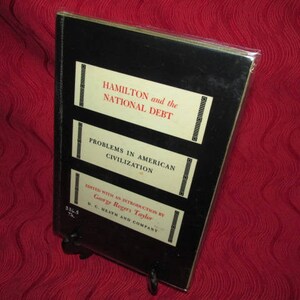 HAMILTON and the
NATIONAL DEBT
PROBLEMS IN AMERICAN
CIVILIZATION
EDITED WITH AN INTRODUCTION BY
George Rogers Taylor
D. C. HEATH AND COMPANY